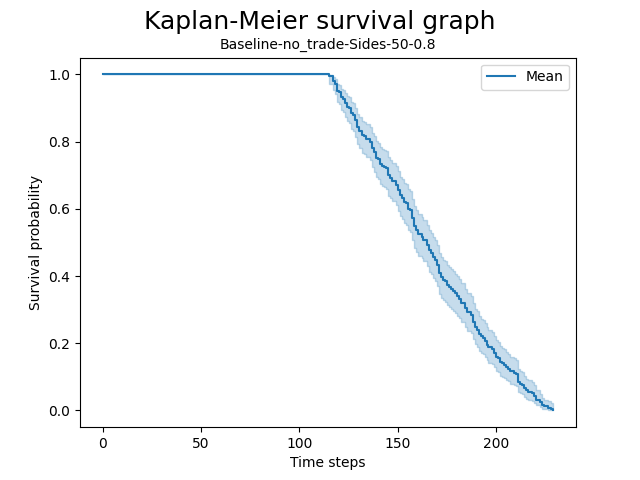 Kaplan-Meier survival graph
Baseline-no_trade-Sides-50-0.8
Mean
Survival probability
1.0
0.8
0.6
0.4
0.2
0.0
0 50 100 150 200
Time steps